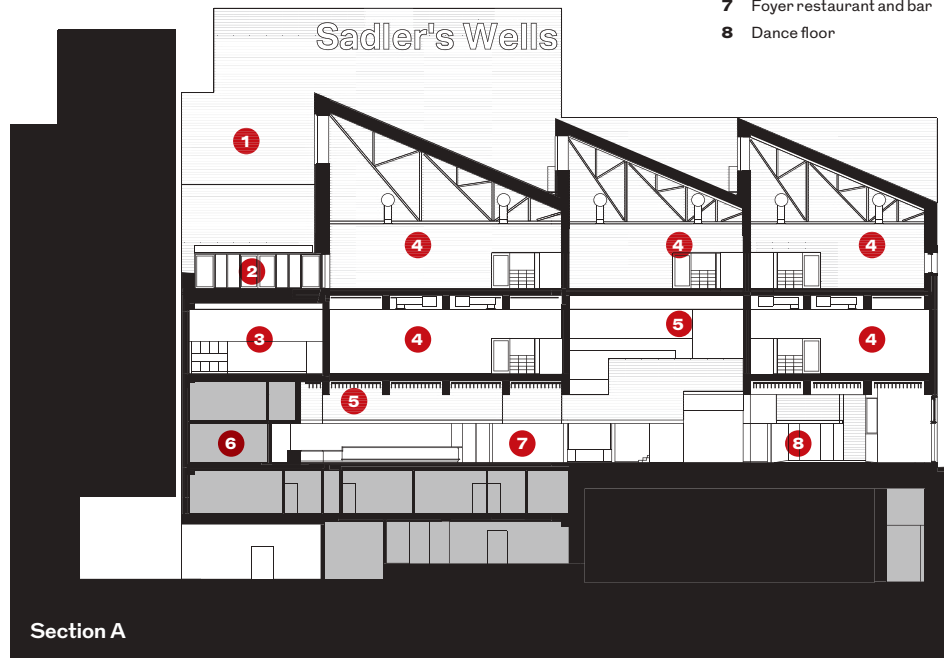 7 Foyer restaurant and bar
8 Dance floor
Sadler's Wells
1
4 4 4
2
5
3 4 4
5
6 7 8
Section A